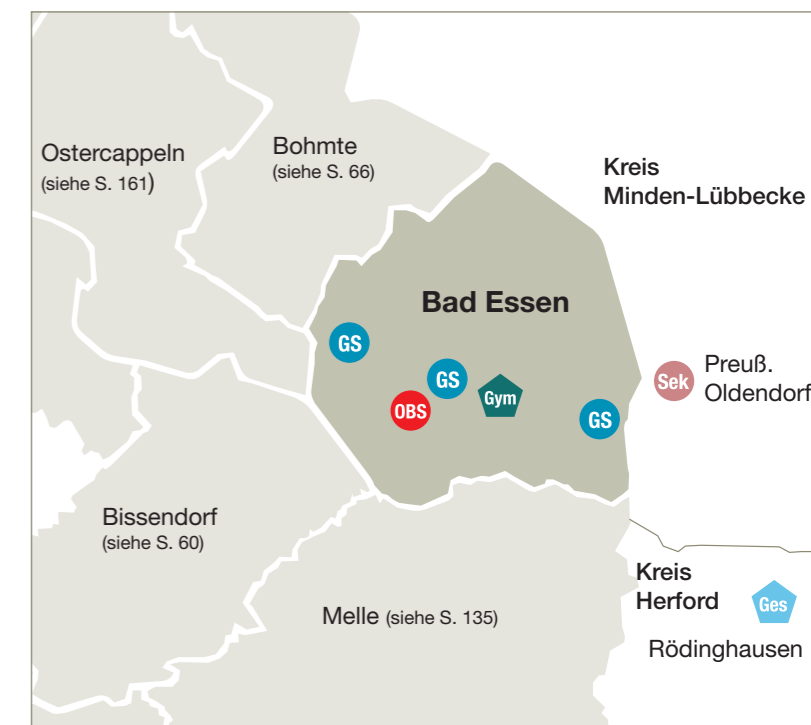 Ostercappeln
(siehe S. 161)
Bohmte
(siehe S. 66)
Kreis
Minden-Lübbecke
Bad Essen
GS
GS
OBS
Gym
GS
Sek
Preuß.
Oldendorf
Bissendorf
(siehe S. 60)
Melle (siehe S. 135)
Kreis
Herford
Ges
Rödinghausen